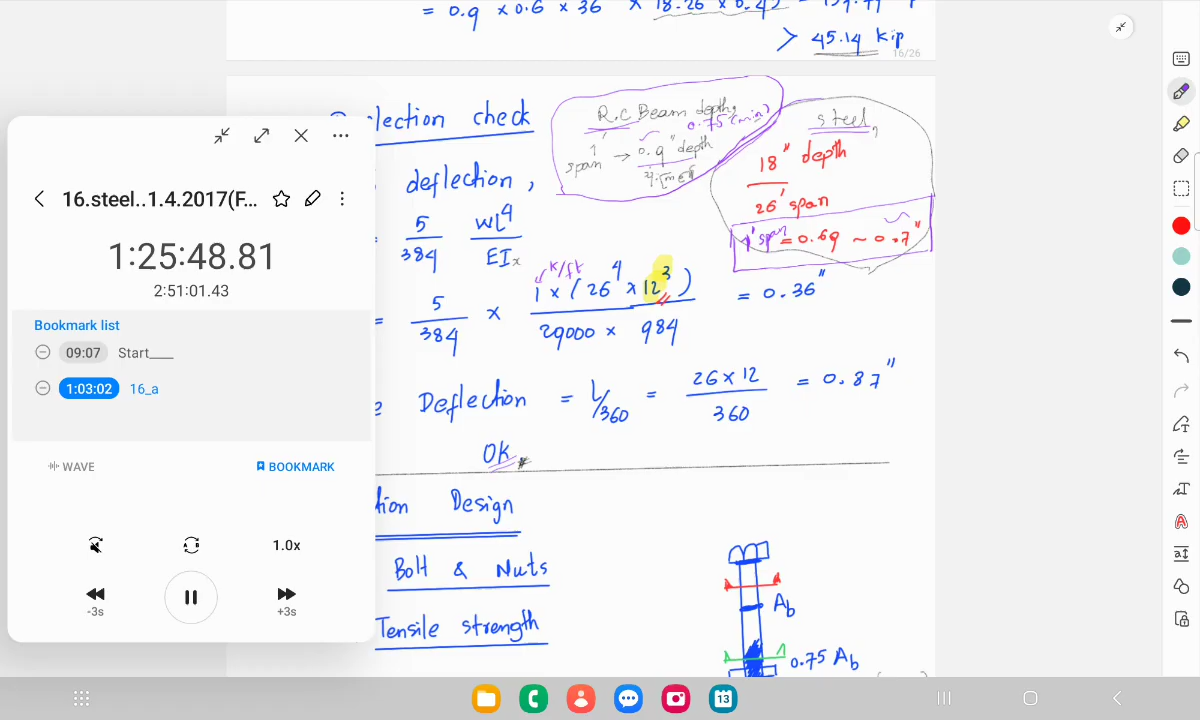 = 0.9 x 0.6 x 36 x 18.26 x 0.4
> 45.14 kip
16/26
lection check
R.C Beam depth,
0.75 (min)
1' span → 0.9" depth
steel,
18" depth
26' span
1' span = 0.69 ~ 0.7"
deflection,
5/384 WL⁴/EIx
k/ft
= 5/384 x 1 x (26⁴ x 12³)/29000 x 984 = 0.36"
Deflection = L/360 = 26 x 12/360 = 0.87"
OK
tion Design
Bolt & Nuts
Tensile strength
Ab
0.75 Ab
16.steel..1.4.2017(F...
1:25:48.81
2:51:01.43
Bookmark list
09:07 Start____
1:03:02 16_a
WAVE
BOOKMARK
1.0x
-3s
+3s
13